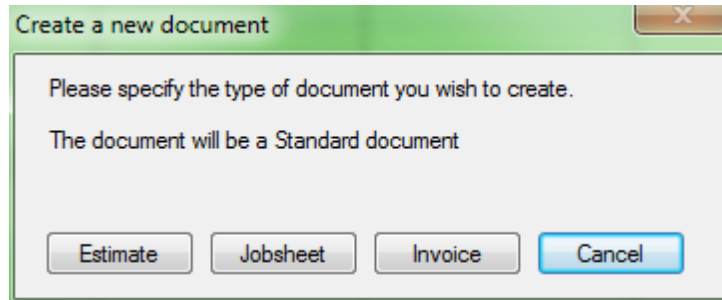 Create a new document
X
Please specify the type of document you wish to create.
The document will be a Standard document
Estimate Jobsheet Invoice Cancel